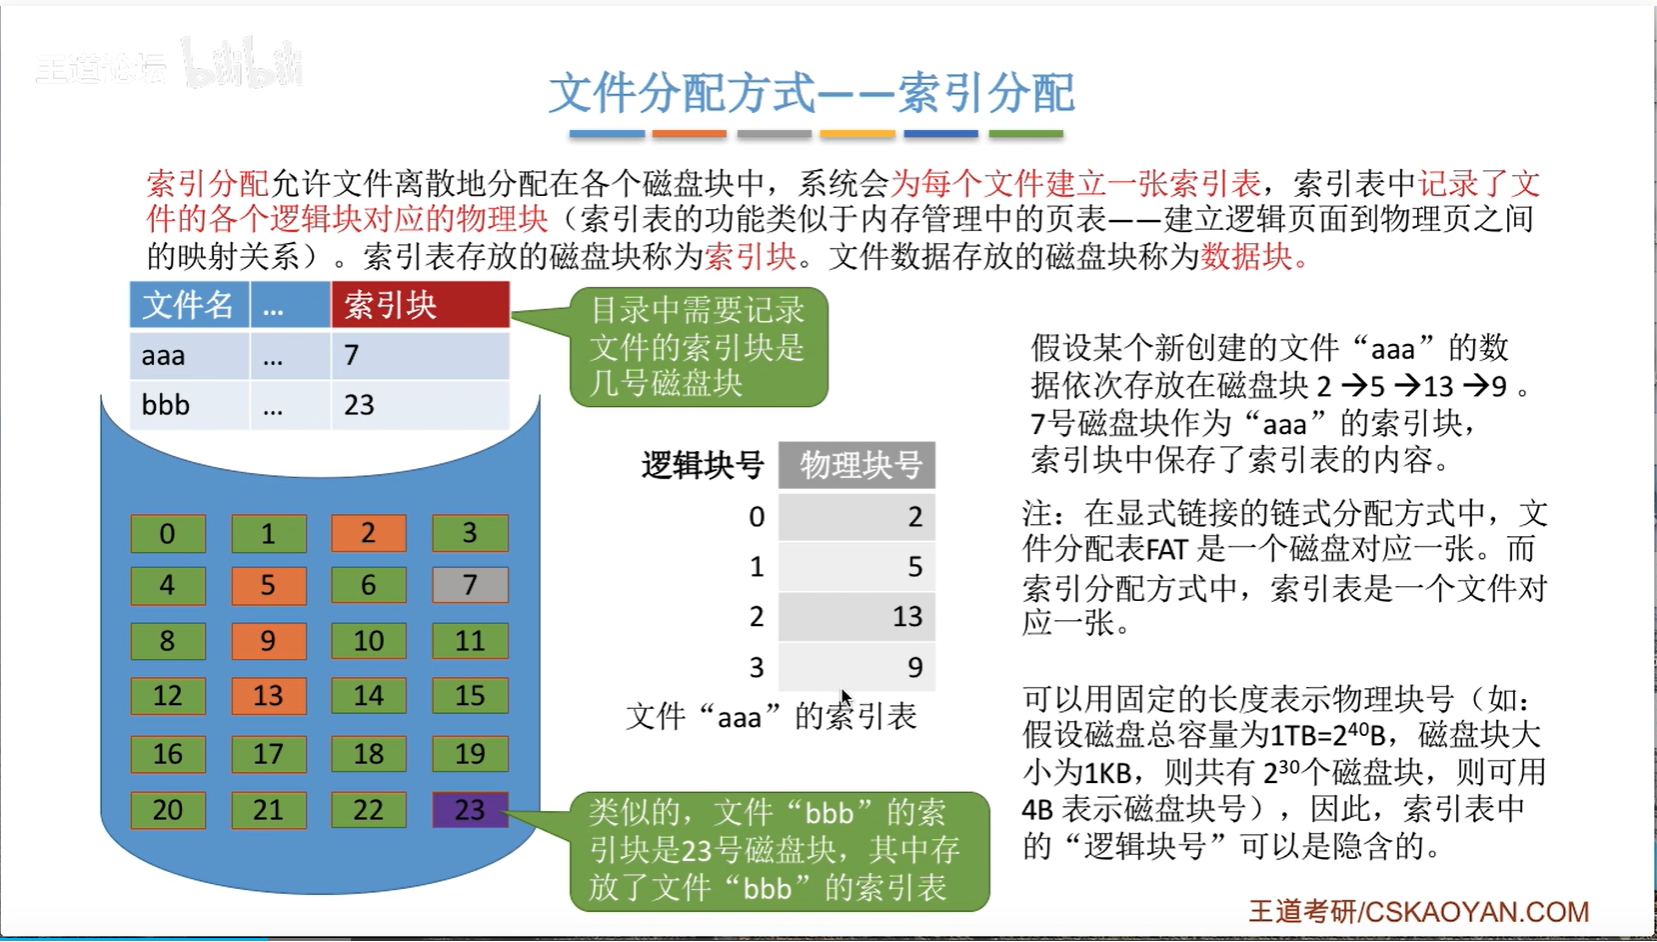 王道论坛 bilibili
文件分配方式——索引分配
索引分配允许文件离散地分配在各个磁盘块中，系统会为每个文件建立一张索引表，索引表中记录了文
件的各个逻辑块对应的物理块（索引表的功能类似于内存管理中的页表——建立逻辑页面到物理页之间
的映射关系）。索引表存放的磁盘块称为索引块。文件数据存放的磁盘块称为数据块。
文件名 ... 索引块
aaa ... 7
bbb ... 23
目录中需要记录
文件的索引块是
几号磁盘块
0 1 2 3
4 5 6 7
8 9 10 11
12 13 14 15
16 17 18 19
20 21 22 23
逻辑块号 物理块号
0 2
1 5
2 13
3 9
文件“aaa”的索引表
类似的，文件“bbb”的索
引块是23号磁盘块，其中存
放了文件“bbb”的索引表
假设某个新创建的文件“aaa”的数
据依次存放在磁盘块 2 →5 →13 →9 。
7号磁盘块作为“aaa”的索引块，
索引块中保存了索引表的内容。
注：在显式链接的链式分配方式中，文
件分配表FAT 是一个磁盘对应一张。而
索引分配方式中，索引表是一个文件对
应一张。
可以用固定的长度表示物理块号（如：
假设磁盘总容量为1TB=2⁴⁰B，磁盘块大
小为1KB，则共有 2³⁰个磁盘块，则可用
4B 表示磁盘块号），因此，索引表中
的“逻辑块号”可以是隐含的。
王道考研/CSKAOYAN.COM